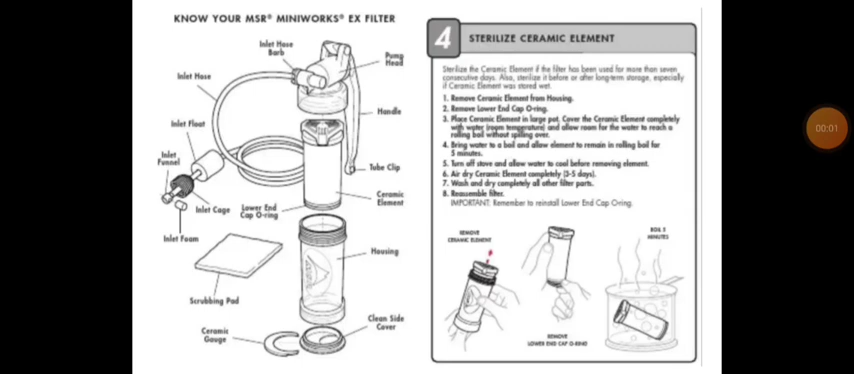 KNOW YOUR MSR® MINIWORKS® EX FILTER
Inlet Hose
Barb
Pump
Head
Inlet Hose
Handle
Inlet Float
Inlet
Funnel
Tube Clip
Ceramic
Element
Inlet Cage
Lower End
Cap O-ring
Inlet Foam
Housing
Scrubbing Pad
Clean Side
Cover
Ceramic
Gauge
4 STERILIZE CERAMIC ELEMENT
Sterilize the Ceramic Element if the filter has been used for more than seven
consecutive days. Also, sterilize it before or after long-term storage, especially
if Ceramic Element was stored wet.
1. Remove Ceramic Element from Housing.
2. Remove Lower End Cap O-ring.
3. Place Ceramic Element in large pot. Cover the Ceramic Element completely
with water (room temperature) and allow room for the water to reach a
rolling boil without spilling over.
4. Bring water to a boil and allow element to remain in rolling boil for
5 minutes.
5. Turn off stove and allow water to cool before removing element.
6. Air dry Ceramic Element completely (3-5 days).
7. Wash and dry completely all other filter parts.
8. Reassemble filter.
IMPORTANT: Remember to reinstall Lower End Cap O-ring.
REMOVE
CERAMIC ELEMENT
BOIL 5
MINUTES
REMOVE
LOWER END CAP O-RING
00:01